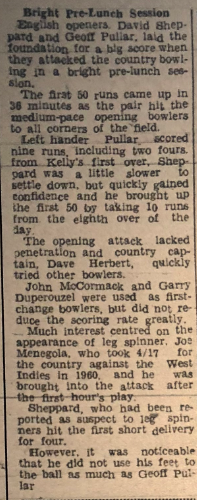 Bright Pre-Lunch Session
English openers, David Shep-
pard and Geoff Pullar, laid the
foundation for a big score when
they attacked the country bowl-
ing in a bright pre-lunch ses-
sion.
The first 50 runs came up in
36 minutes as the pair hit the
medium-pace opening bowlers
to all corners of the field.
Left hander Pullar scored
nine runs, including two fours,
from Kelly's first over. Shep-
pard was a little slower to
settle down, but quickly gained
confidence and he brought up
the first 50 by taking 10 runs
from the eighth over of the
day.
The opening attack lacked
penetration and country cap-
tain, Dave Herbert, quickly
tried other bowlers.
John McCormack and Garry
Duperouzel were used as first-
change bowlers, but did not re-
duce the scoring rate greatly.
Much interest centred on the
appearance of leg spinner, Joe
Menegola, who took 4/17 for
the country against the West
Indies in 1960, and he was
brought into the attack after
the first hour's play.
Sheppard, who had been re-
ported as suspect to leg spin-
ners hit the first short delivery
for four.
However, it was noticeable
that he did not use his feet to
the ball as much as Geoff Pul-
lar